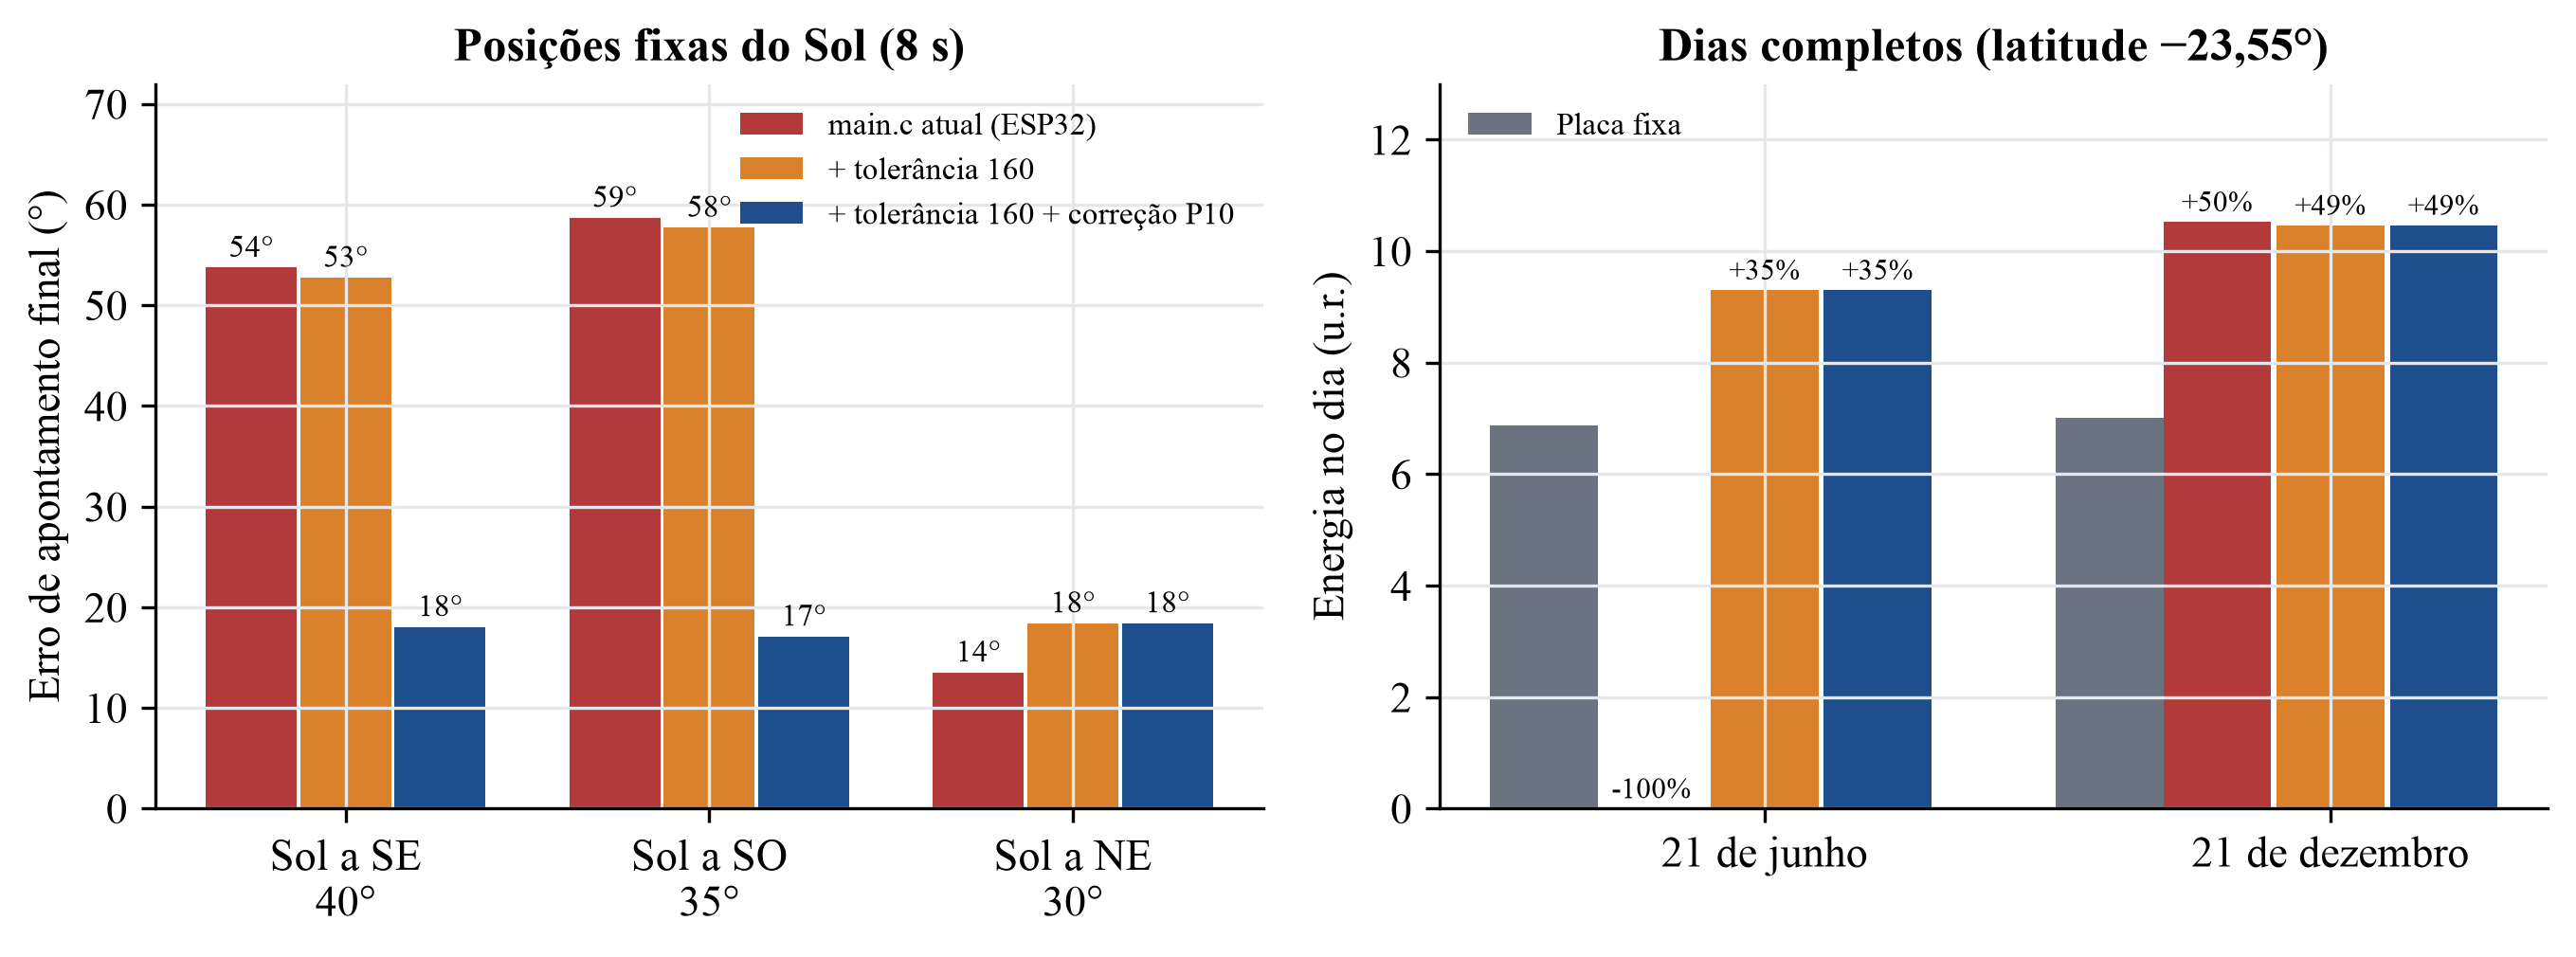 Posições fixas do Sol (8 s)
Erro de apontamento final (°)
70
60
50
40
30
20
10
0
main.c atual (ESP32)
+ tolerância 160
+ tolerância 160 + correção P10
54°
53°
18°
59°
58°
17°
14°
18°
18°
Sol a SE
40°
Sol a SO
35°
Sol a NE
30°
Dias completos (latitude −23,55°)
Energia no dia (u.r.)
12
10
8
6
4
2
0
Placa fixa
-100%
+35%
+35%
+50%
+49%
+49%
21 de junho
21 de dezembro